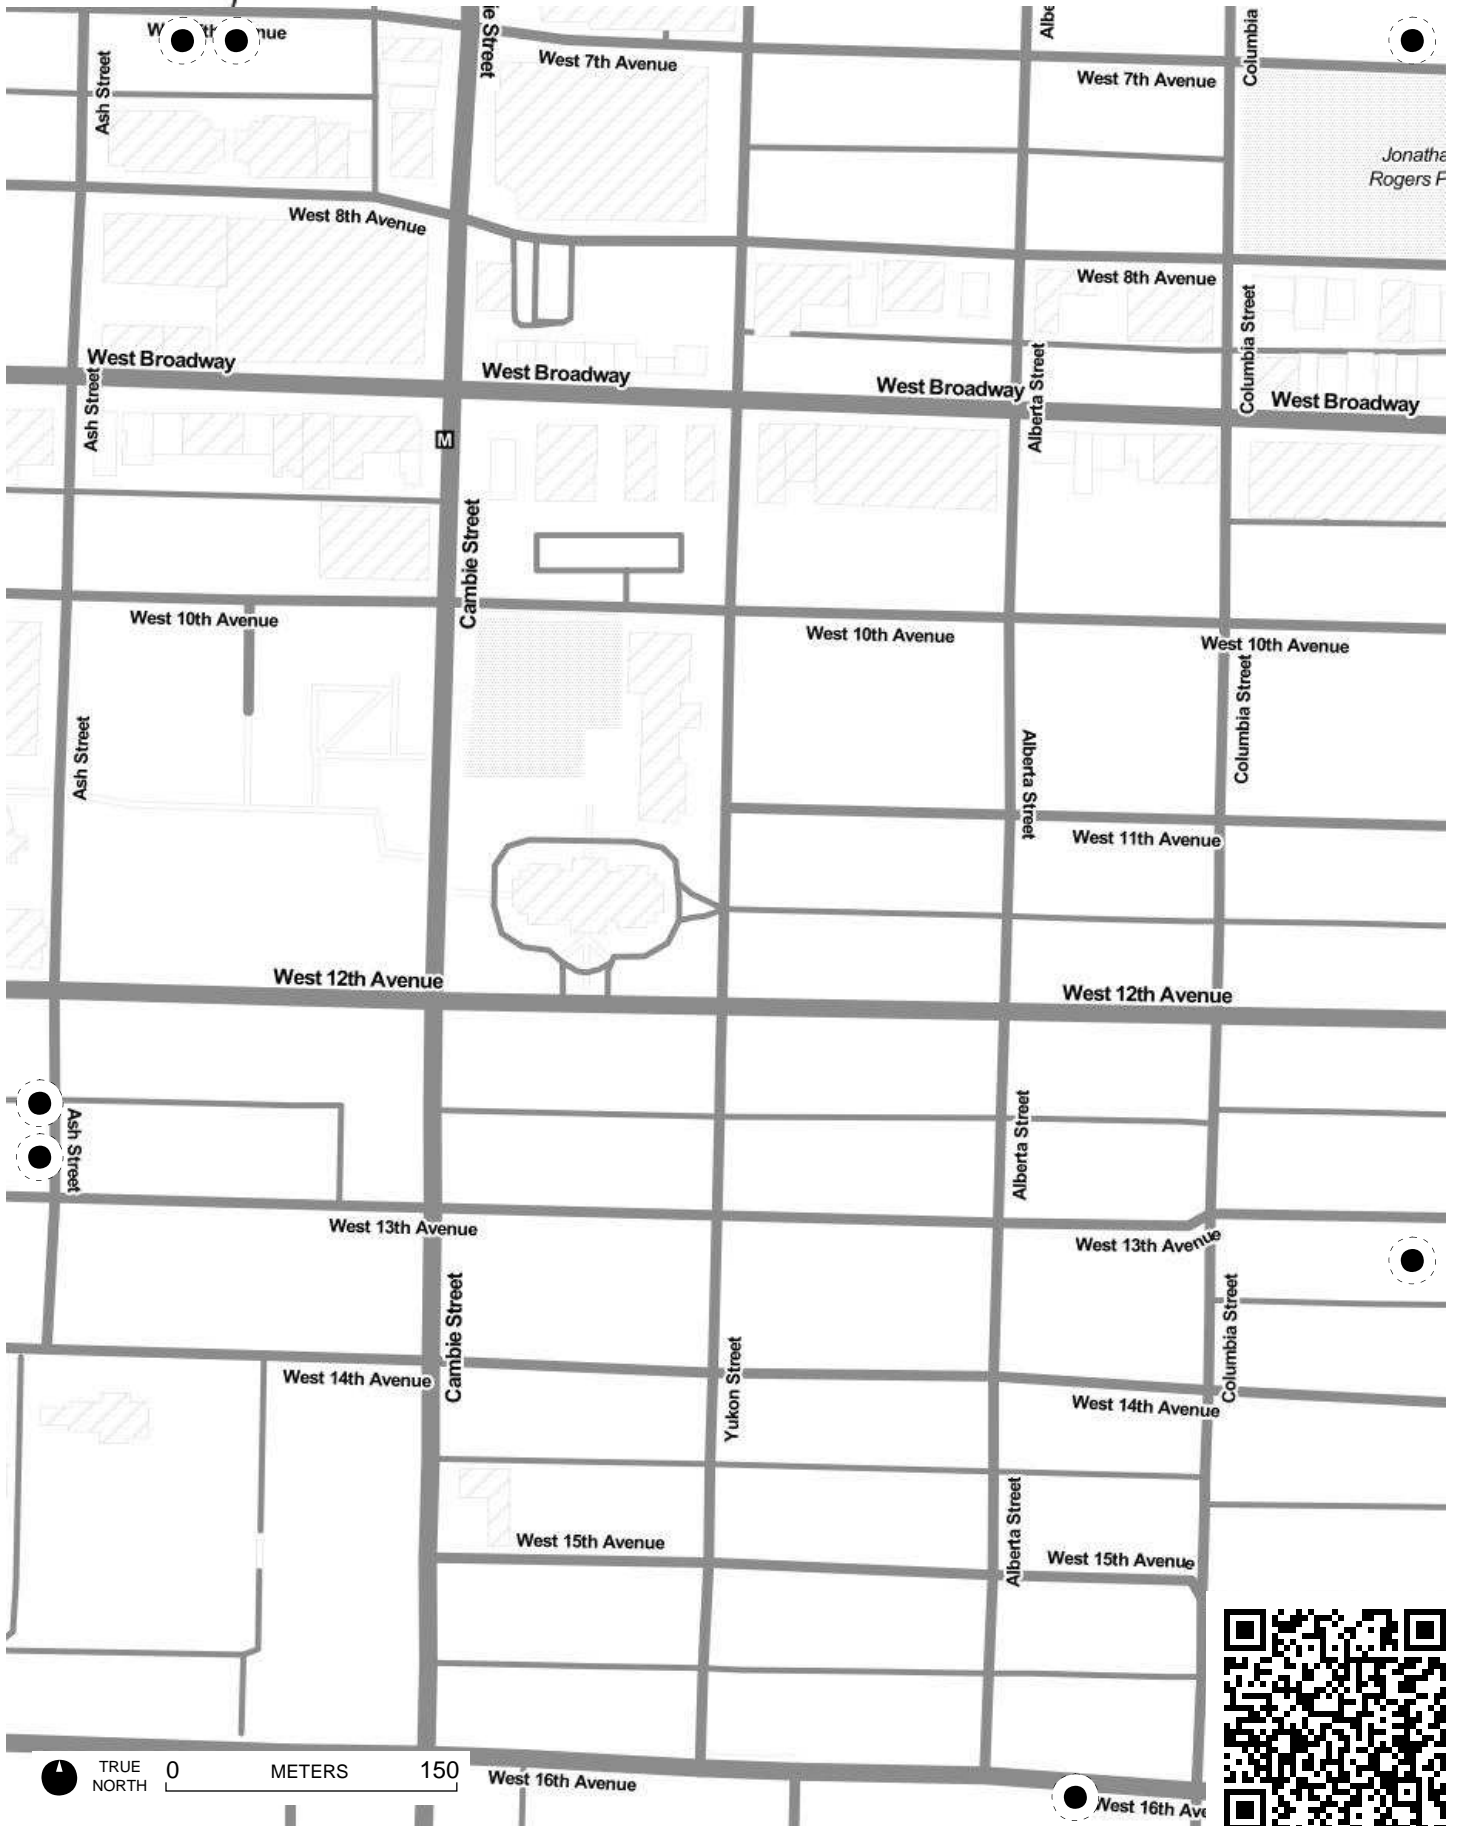 Ash Street
West 7th Avenue
Columbia
West 7th Avenue
Jonatha
Rogers P
West 8th Avenue
West 8th Avenue
Columbia Street
West Broadway
West Broadway
West Broadway
Alberta Street
West Broadway
Ash Street
M
Cambie Street
West 10th Avenue
West 10th Avenue
West 10th Avenue
Columbia Street
Ash Street
Alberta Street
West 11th Avenue
West 12th Avenue
West 12th Avenue
Ash Street
Alberta Street
West 13th Avenue
West 13th Avenue
Cambie Street
Columbia Street
Yukon Street
West 14th Avenue
West 14th Avenue
Alberta Street
West 15th Avenue
West 15th Avenue
West 16th Avenue
West 16th Ave
TRUE
NORTH
0 METERS 150